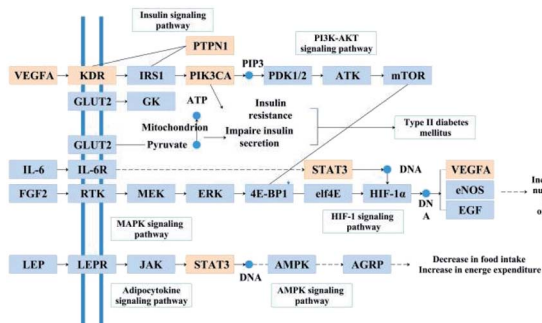 Insulin signaling
pathway
PTPN1
PI3K-AKT
signaling pathway
PIP3
VEGFA
KDR
IRS1
PIK3CA
PDK1/2
ATK
mTOR
GLUT2
GK
ATP
Insulin
resistance
Mitochondrion
Impaire insulin
secretion
Type II diabetes
mellitus
GLUT2
Pyruvate
IL-6
IL-6R
STAT3
DNA
VEGFA
FGF2
RTK
MEK
ERK
4E-BP1
elf4E
HIF-1α
DN
A
eNOS
EGF
MAPK signaling
pathway
HIF-1 signaling
pathway
LEP
LEPR
JAK
STAT3
DNA
AMPK
AGRP
Decrease of food intake
Increase in energe expenditure
Adipocytokine
signaling pathway
AMPK signaling
pathway